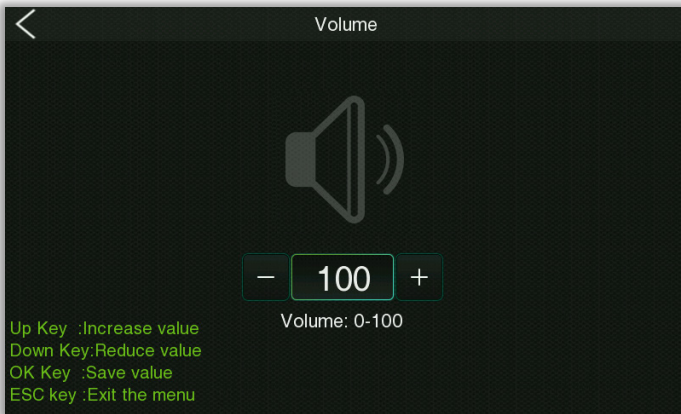 Volume
− 100 +
Volume: 0-100
Up Key :Increase value
Down Key:Reduce value
OK Key :Save value
ESC key :Exit the menu